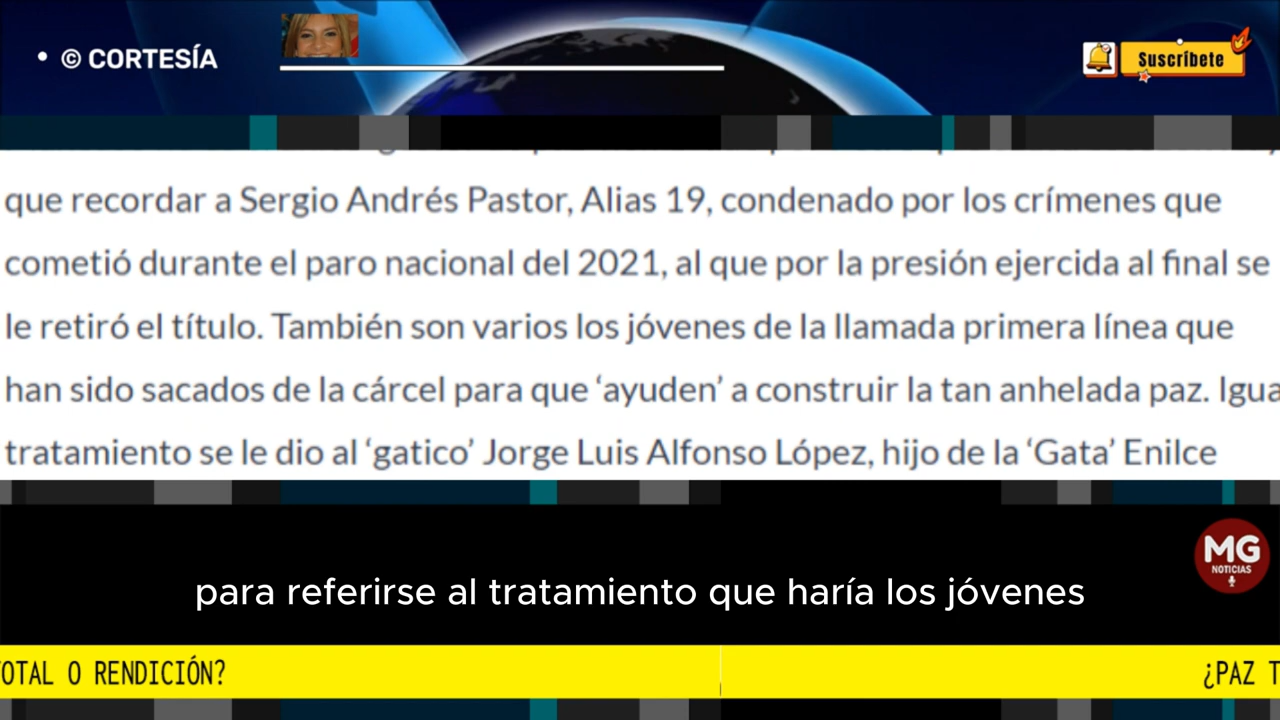 © CORTESÍA
Suscríbete
que recordar a Sergio Andrés Pastor, Alias 19, condenado por los crímenes que
cometió durante el paro nacional del 2021, al que por la presión ejercida al final se
le retiró el título. También son varios los jóvenes de la llamada primera línea que
han sido sacados de la cárcel para que ‘ayuden’ a construir la tan anhelada paz. Igua
tratamiento se le dio al ‘gatico’ Jorge Luis Alfonso López, hijo de la ‘Gata’ Enilce
MG
NOTICIAS
para referirse al tratamiento que haría los jóvenes
OTAL O RENDICIÓN? ¿PAZ T